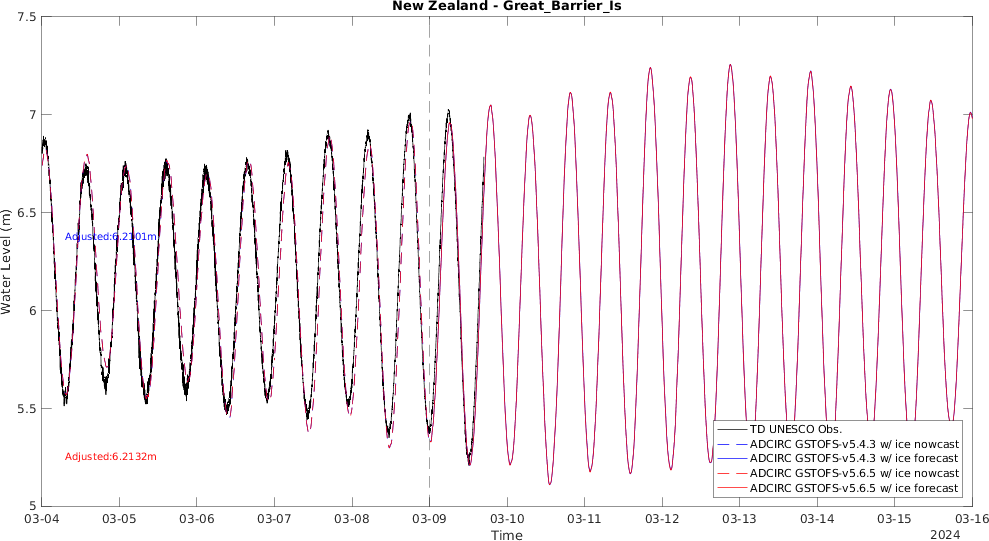 New Zealand - Great_Barrier_Is
7.5
7
6.5
6
5.5
5
Water Level (m)
Adjusted:6.2101m
Adjusted:6.2132m
TD UNESCO Obs.
ADCIRC GSTOFS-v5.4.3 w/ ice nowcast
ADCIRC GSTOFS-v5.4.3 w/ ice forecast
ADCIRC GSTOFS-v5.6.5 w/ ice nowcast
ADCIRC GSTOFS-v5.6.5 w/ ice forecast
03-04 03-05 03-06 03-07 03-08 03-09 03-10 03-11 03-12 03-13 03-14 03-15 03-16
Time
2024